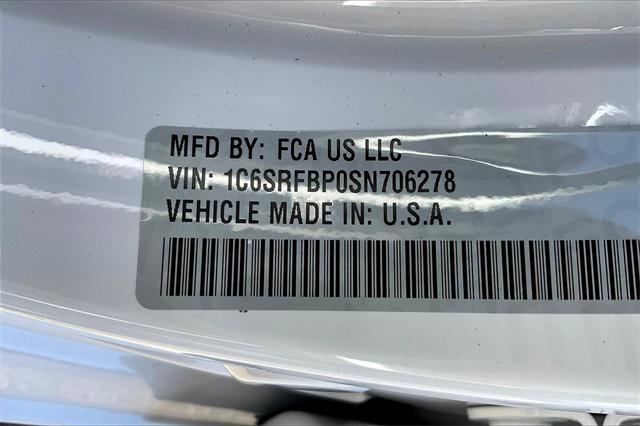 MFD BY: FCA US LLC
VIN: 1C6SRFBP0SN706278
VEHICLE MADE IN: U.S.A.